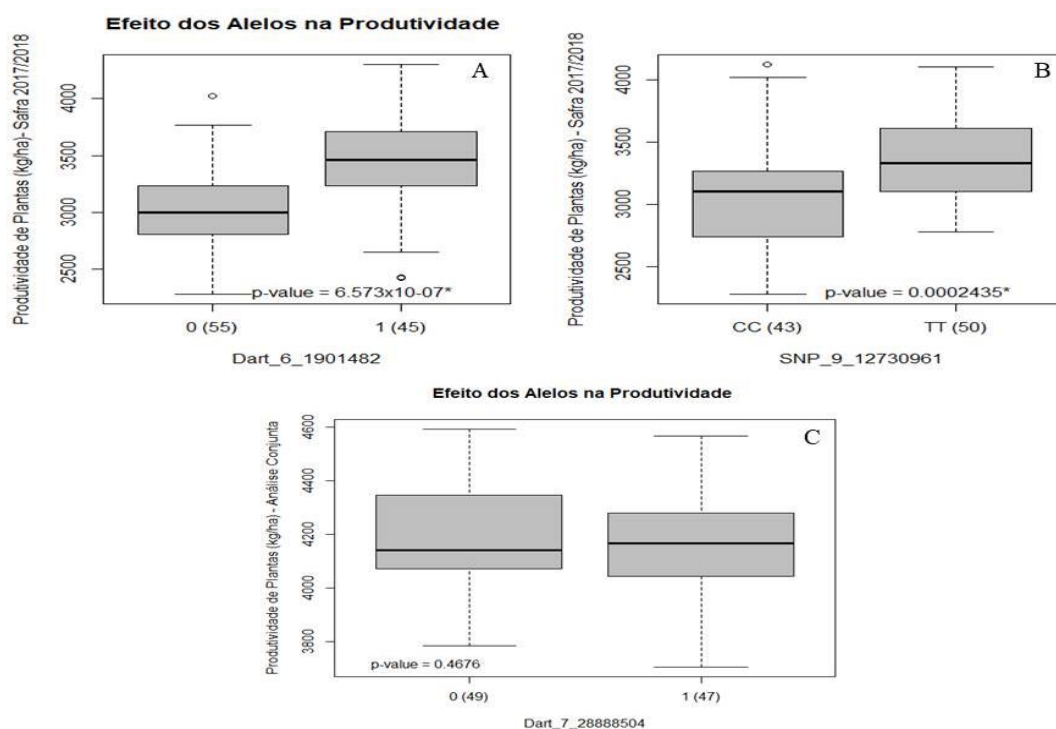 Efeito dos Alelos na Produtividade
Produtividade de Plantas (kg/ha)- Safra 2017/2018
4000
3500
3000
2500
A
p-value = 6.573x10-07*
0 (55)
1 (45)
Dart_6_1901482
Produtividade de Plantas (kg/ha) - Safra 2017/2018
4000
3500
3000
2500
B
p-value = 0.0002435*
CC (43)
TT (50)
SNP_9_12730961
Efeito dos Alelos na Produtividade
Produtividade de Plantas (kg/ha) - Análise Conjunta
4600
4400
4200
4000
3800
C
p-value = 0.4676
0 (49)
1 (47)
Dart_7_28888504